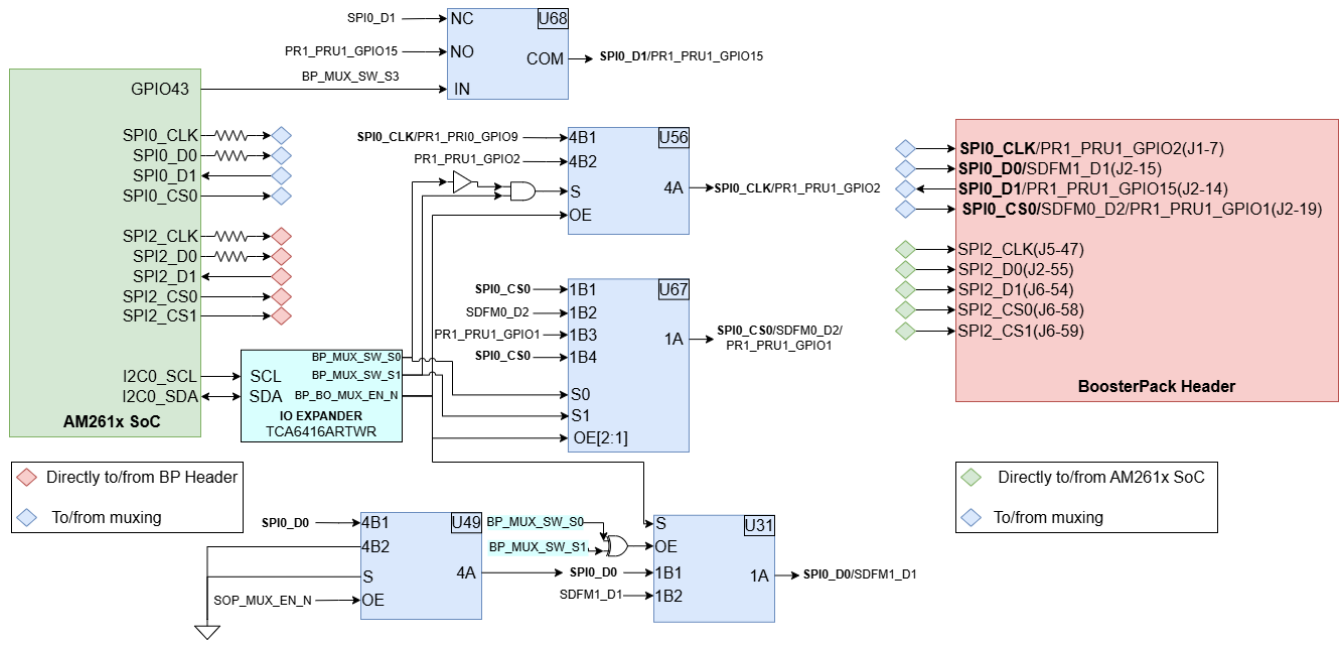 SPI0_D1
NC
U68
PR1_PRU1_GPIO15
NO
COM
SPI0_D1/PR1_PRU1_GPIO15
BP_MUX_SW_S3
IN
GPIO43
SPI0_CLK
SPI0_D0
SPI0_D1
SPI0_CS0
SPI2_CLK
SPI2_D0
SPI2_D1
SPI2_CS0
SPI2_CS1
I2C0_SCL
I2C0_SDA
AM261x SoC
SPI0_CLK/PR1_PRI0_GPIO9
4B1
U56
PR1_PRU1_GPIO2
4B2
S
4A
SPI0_CLK/PR1_PRU1_GPIO2
OE
SPI0_CS0
1B1
U67
SDFM0_D2
1B2
PR1_PRU1_GPIO1
1B3
1A
SPI0_CS0/SDFM0_D2/
PR1_PRU1_GPIO1
SPI0_CS0
1B4
S0
S1
OE[2:1]
BP_MUX_SW_S0
SCL
BP_MUX_SW_S1
SDA
BP_BO_MUX_EN_N
IO EXPANDER
TCA6416ARTWR
SPI0_CLK/PR1_PRU1_GPIO2(J1-7)
SPI0_D0/SDFM1_D1(J2-15)
SPI0_D1/PR1_PRU1_GPIO15(J2-14)
SPI0_CS0/SDFM0_D2/PR1_PRU1_GPIO1(J2-19)
SPI2_CLK(J5-47)
SPI2_D0(J2-55)
SPI2_D1(J6-54)
SPI2_CS0(J6-58)
SPI2_CS1(J6-59)
BoosterPack Header
Directly to/from BP Header
To/from muxing
Directly to/from AM261x SoC
To/from muxing
SPI0_D0
4B1
U49
4B2
S
4A
SOP_MUX_EN_N
OE
BP_MUX_SW_S0
BP_MUX_SW_S1
S
U31
OE
SPI0_D0
1B1
1A
SPI0_D0/SDFM1_D1
SDFM1_D1
1B2